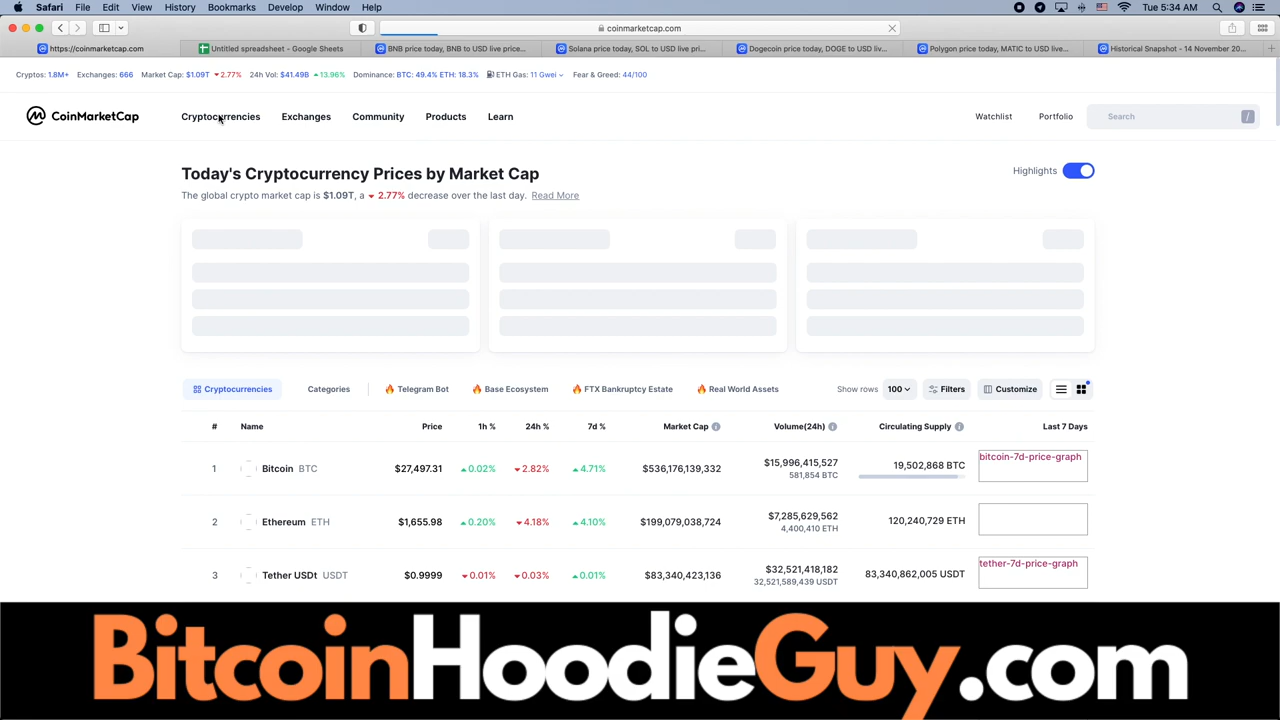 Safari File Edit View History Bookmarks Develop Window Help Tue 5:34 AM
coinmarketcap.com
https://coinmarketcap.com Untitled spreadsheet - Google Sheets BNB price today, BNB to USD live price... Solana price today, SOL to USD live pri... Dogecoin price today, DOGE to USD liv... Polygon price today, MATIC to USD live... Historical Snapshot - 14 November 20...
Cryptos: 1.8M+ Exchanges: 666 Market Cap: $1.09T 2.77% 24h Vol: $41.49B 13.96% Dominance: BTC: 49.4% ETH: 18.3% ETH Gas: 11 Gwei Fear & Greed: 44/100
CoinMarketCap Cryptocurrencies Exchanges Community Products Learn Watchlist Portfolio Search /
Today's Cryptocurrency Prices by Market Cap Highlights
The global crypto market cap is $1.09T, a 2.77% decrease over the last day. Read More
Cryptocurrencies Categories Telegram Bot Base Ecosystem FTX Bankruptcy Estate Real World Assets Show rows 100 Filters Customize
# Name Price 1h % 24h % 7d % Market Cap Volume(24h) Circulating Supply Last 7 Days
1 Bitcoin BTC $27,497.31 0.02% 2.82% 4.71% $536,176,139,332 $15,996,415,527 19,502,868 BTC bitcoin-7d-price-graph
581,854 BTC
2 Ethereum ETH $1,655.98 0.20% 4.18% 4.10% $199,079,038,724 $7,285,629,562 120,240,729 ETH
4,400,410 ETH
3 Tether USDt USDT $0.9999 0.01% 0.03% 0.01% $83,340,423,136 $32,521,418,182 83,340,862,005 USDT tether-7d-price-graph
32,521,589,439 USDT
BitcoinHoodieGuy.com